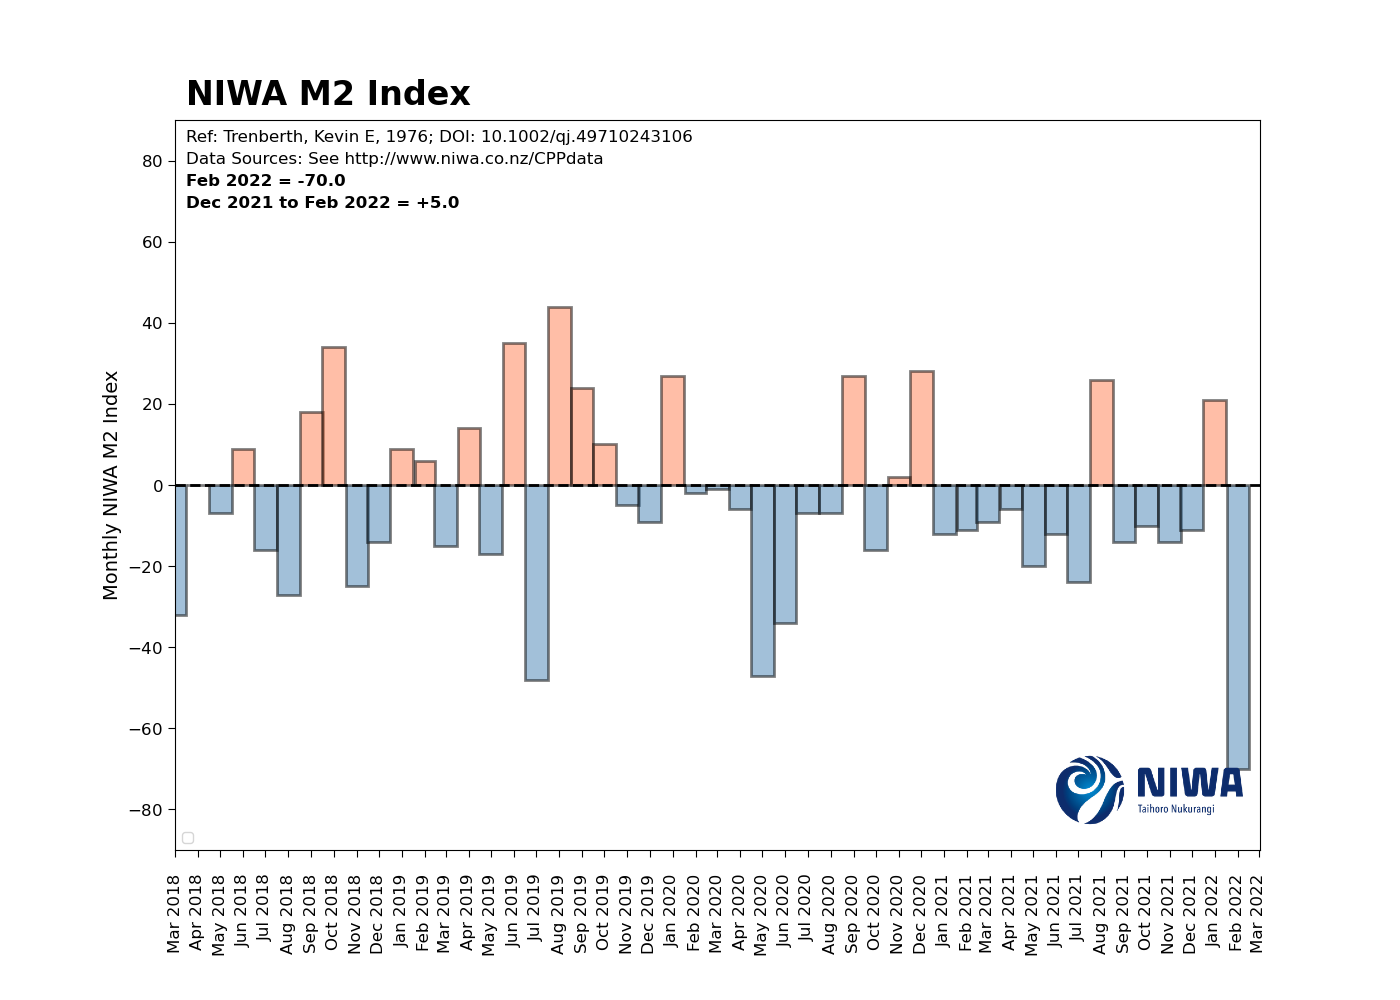 NIWA M2 Index
Ref: Trenberth, Kevin E, 1976; DOI: 10.1002/qj.49710243106
Data Sources: See http://www.niwa.co.nz/CPPdata
Feb 2022 = -70.0
Dec 2021 to Feb 2022 = +5.0
Monthly NIWA M2 Index
80
60
40
20
0
−20
−40
−60
−80
NIWA
Taihoro Nukurangi
Mar 2018
Apr 2018
May 2018
Jun 2018
Jul 2018
Aug 2018
Sep 2018
Oct 2018
Nov 2018
Dec 2018
Jan 2019
Feb 2019
Mar 2019
Apr 2019
May 2019
Jun 2019
Jul 2019
Aug 2019
Sep 2019
Oct 2019
Nov 2019
Dec 2019
Jan 2020
Feb 2020
Mar 2020
Apr 2020
May 2020
Jun 2020
Jul 2020
Aug 2020
Sep 2020
Oct 2020
Nov 2020
Dec 2020
Jan 2021
Feb 2021
Mar 2021
Apr 2021
May 2021
Jun 2021
Jul 2021
Aug 2021
Sep 2021
Oct 2021
Nov 2021
Dec 2021
Jan 2022
Feb 2022
Mar 2022